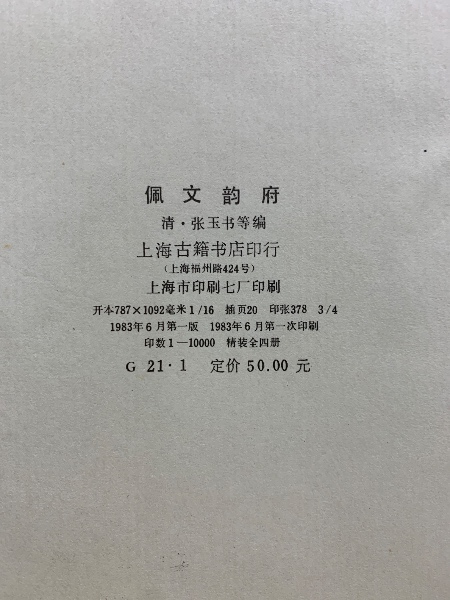 佩文韵府
清·张玉书等编
上海古籍书店印行
（上海福州路424号）
上海市印刷七厂印刷
开本787×1092毫米 1/16 插页20 印张378 3/4
1983年6月第一版 1983年6月第一次印刷
印数1—10000 精装全四册
G 21·1 定价 50.00 元